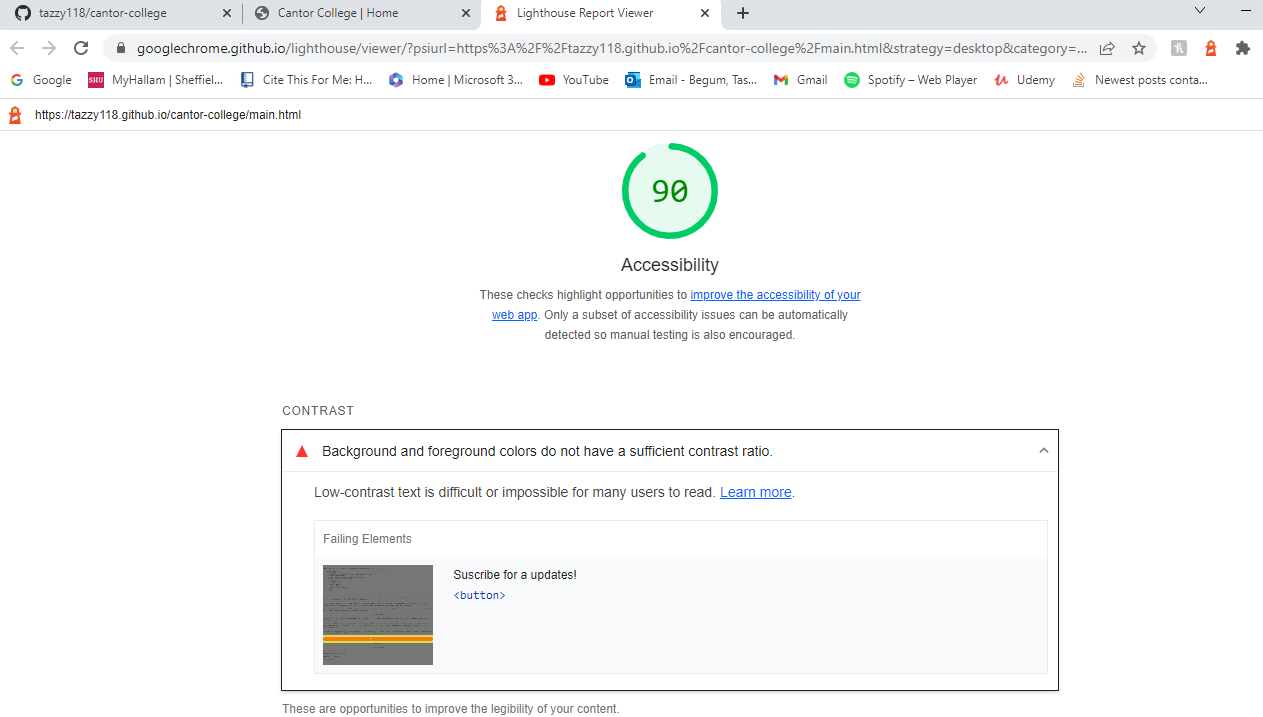 tazzy118/cantor-college
Cantor College | Home
Lighthouse Report Viewer
googlechrome.github.io/lighthouse/viewer/?psiurl=https%3A%2F%2Ftazzy118.github.io%2Fcantor-college%2Fmain.html&strategy=desktop&category=...
Google
SHU
MyHallam | Sheffiel...
Cite This For Me: H...
Home | Microsoft 3...
YouTube
Email - Begum, Tas...
Gmail
Spotify – Web Player
Udemy
Newest posts conta...
https://tazzy118.github.io/cantor-college/main.html
90
Accessibility
These checks highlight opportunities to improve the accessibility of your
web app. Only a subset of accessibility issues can be automatically
detected so manual testing is also encouraged.
CONTRAST
Background and foreground colors do not have a sufficient contrast ratio.
Low-contrast text is difficult or impossible for many users to read. Learn more.
Failing Elements
Suscribe for a updates!
<button>
These are opportunities to improve the legibility of your content.